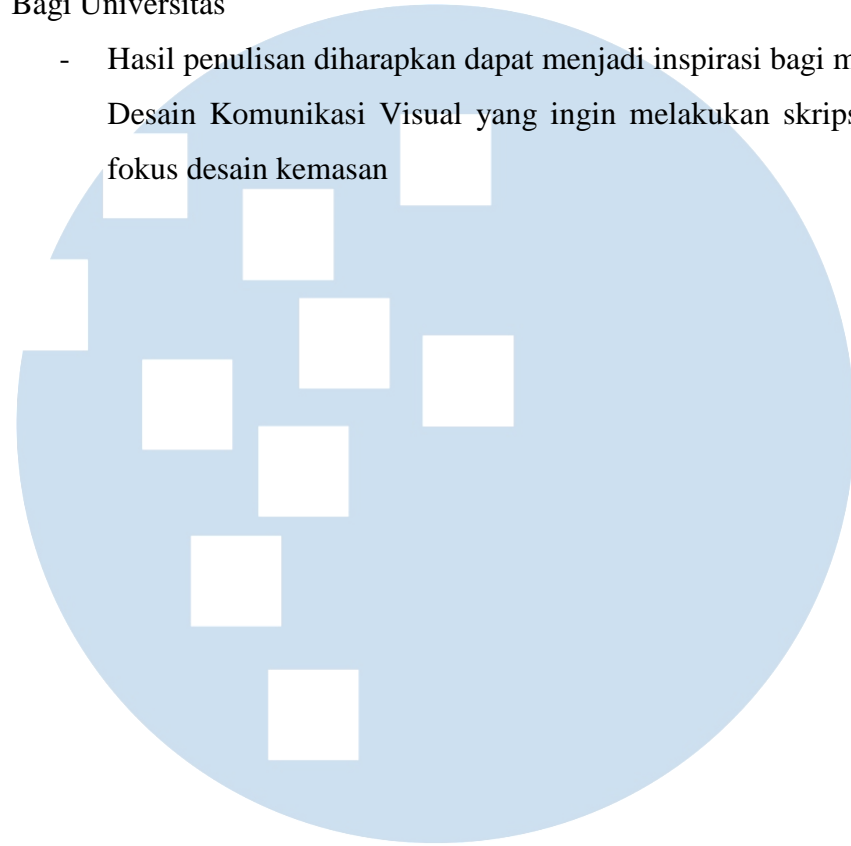 Bagi Universitas
- Hasil penulisan diharapkan dapat menjadi inspirasi bagi
Desain Komunikasi Visual yang ingin melakukan
fokus desain kemasan